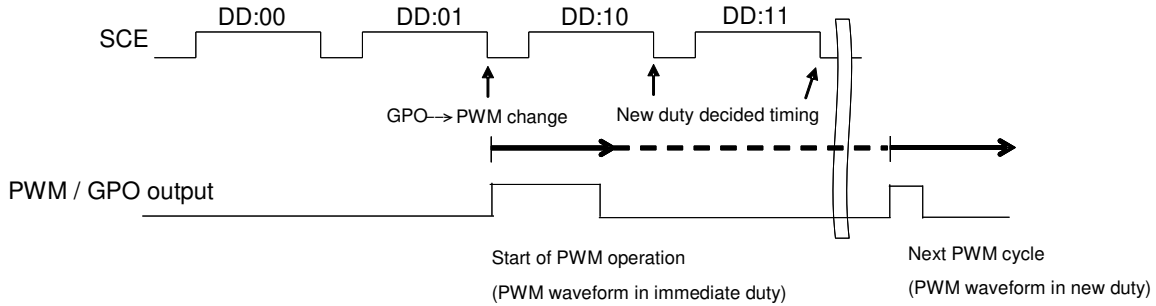 DD:00 DD:01 DD:10 DD:11
SCE
GPO--→ PWM change
New duty decided timing
PWM / GPO output
Start of PWM operation
(PWM waveform in immediate duty)
Next PWM cycle
(PWM waveform in new duty)